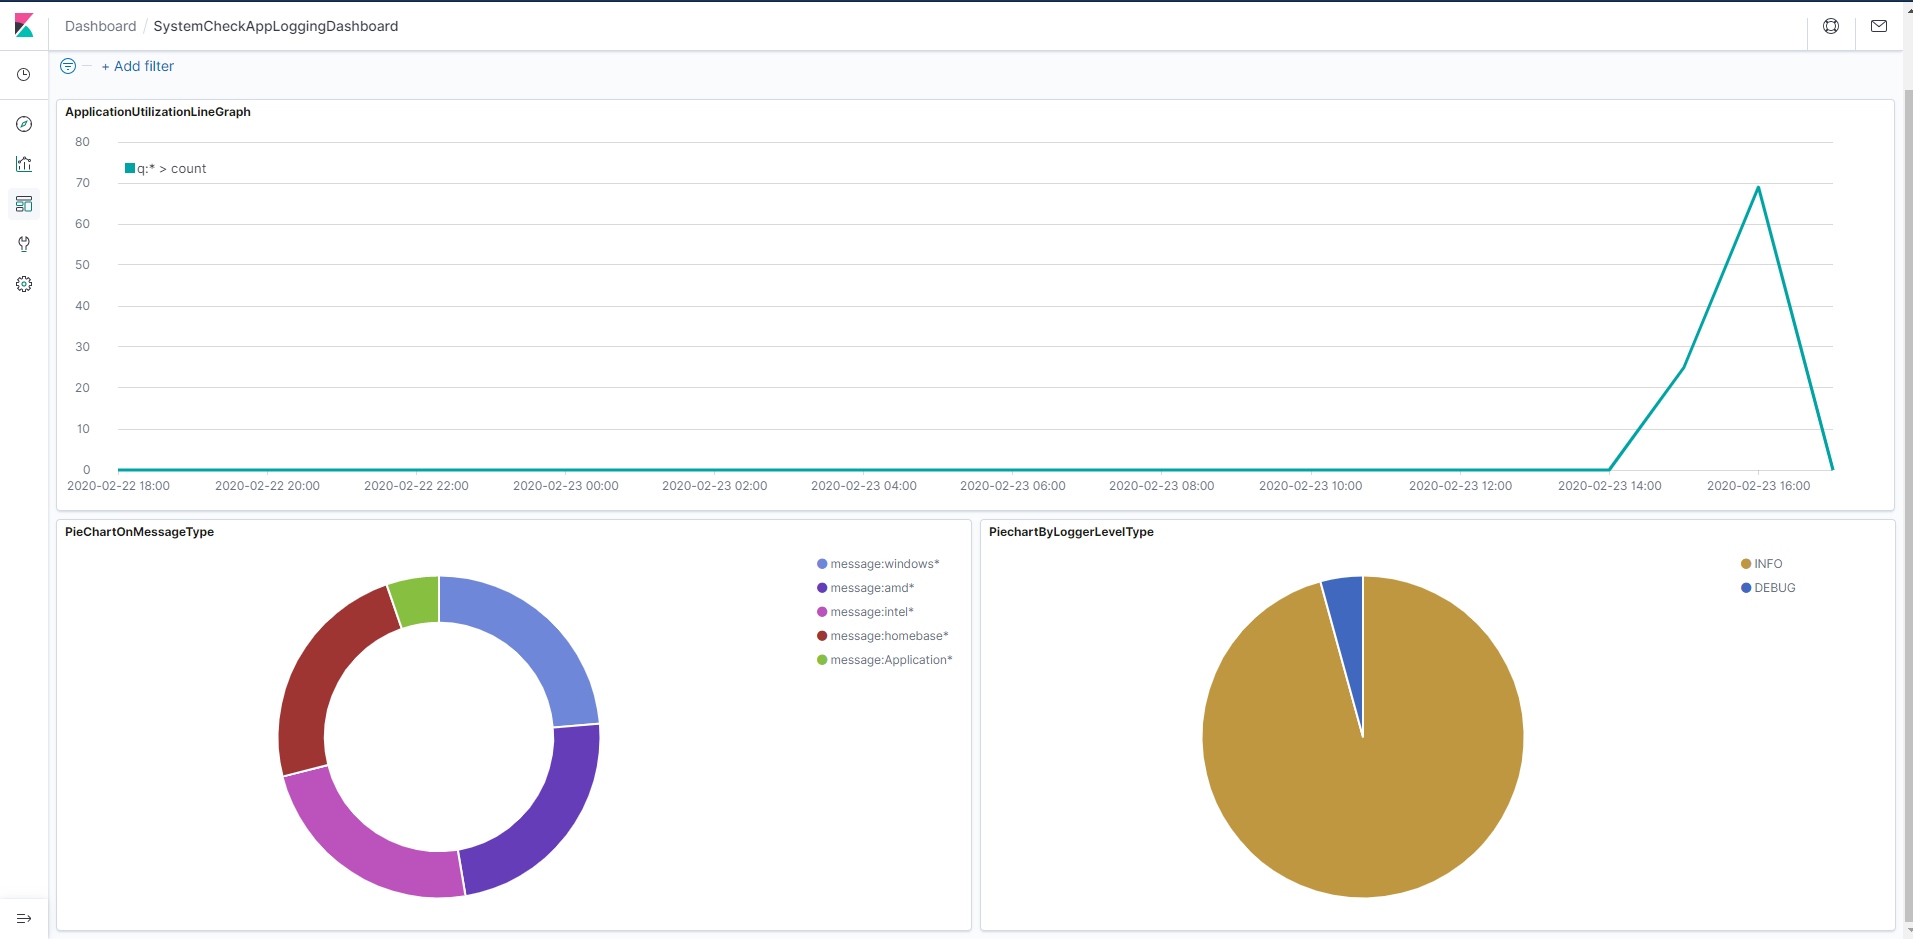 Dashboard / SystemCheckAppLoggingDashboard
+ Add filter
ApplicationUtilizationLineGraph
80
q:* > count
70
60
50
40
30
20
10
0
2020-02-22 18:00 2020-02-22 20:00 2020-02-22 22:00 2020-02-23 00:00 2020-02-23 02:00 2020-02-23 04:00 2020-02-23 06:00 2020-02-23 08:00 2020-02-23 10:00 2020-02-23 12:00 2020-02-23 14:00 2020-02-23 16:00
PieChartOnMessageType
message:windows*
message:amd*
message:intel*
message:homebase*
message:Application*
PiechartByLoggerLevelType
INFO
DEBUG